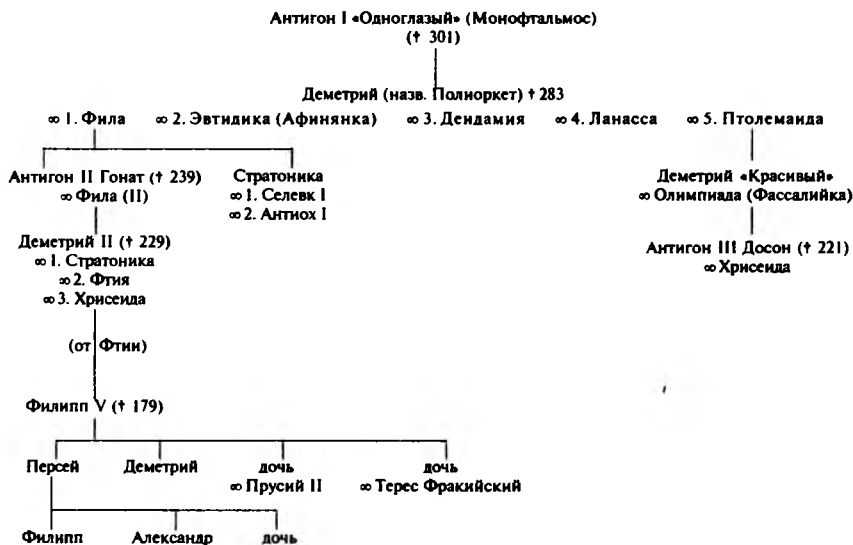 Антигон I «Одноглазый» (Монофтальмос)
(† 301)
Деметрий (назв. Полиоркет) † 283
∞ 1. Фила ∞ 2. Эвтидика (Афинянка) ∞ 3. Деидамия ∞ 4. Ланасса ∞ 5. Птолемаида
Антигон II Гонат († 239) Стратоника Деметрий «Красивый»
∞ Фила (II) ∞ 1. Селевк I ∞ Олимпиада (Фассалийка)
∞ 2. Антиох I
Деметрий II († 229) Антигон III Досон († 221)
∞ 1. Стратоника ∞ Хрисеида
∞ 2. Фтия
∞ 3. Хрисеида
(от Фтии)
Филипп V († 179)
Персей Деметрий дочь дочь
∞ Прусий II ∞ Терес Фракийский
Филипп Александр дочь